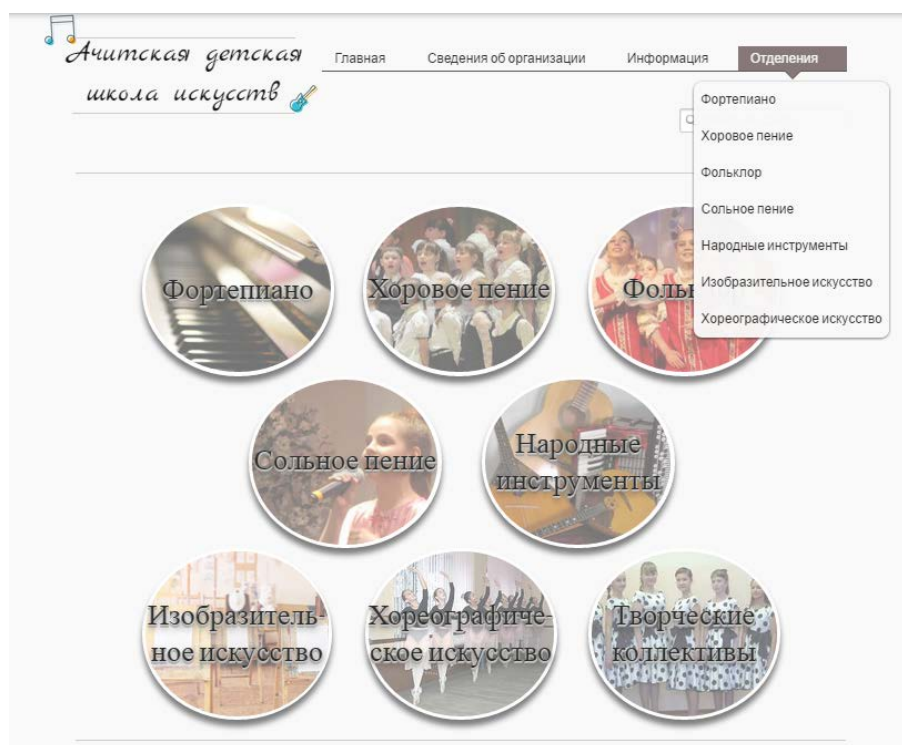 Ачитская детская
школа искусств
Главная
Сведения об организации
Информация
Отделения
Фортепиано
Хоровое пение
Фольклор
Сольное пение
Народные инструменты
Изобразительное искусство
Хореографическое искусство
Фортепиано
Хоровое пение
Фоль
Сольное пение
Народные
инструменты
Изобразитель-
ное искусство
Хореографиче-
ское искусство
Творческие
коллективы